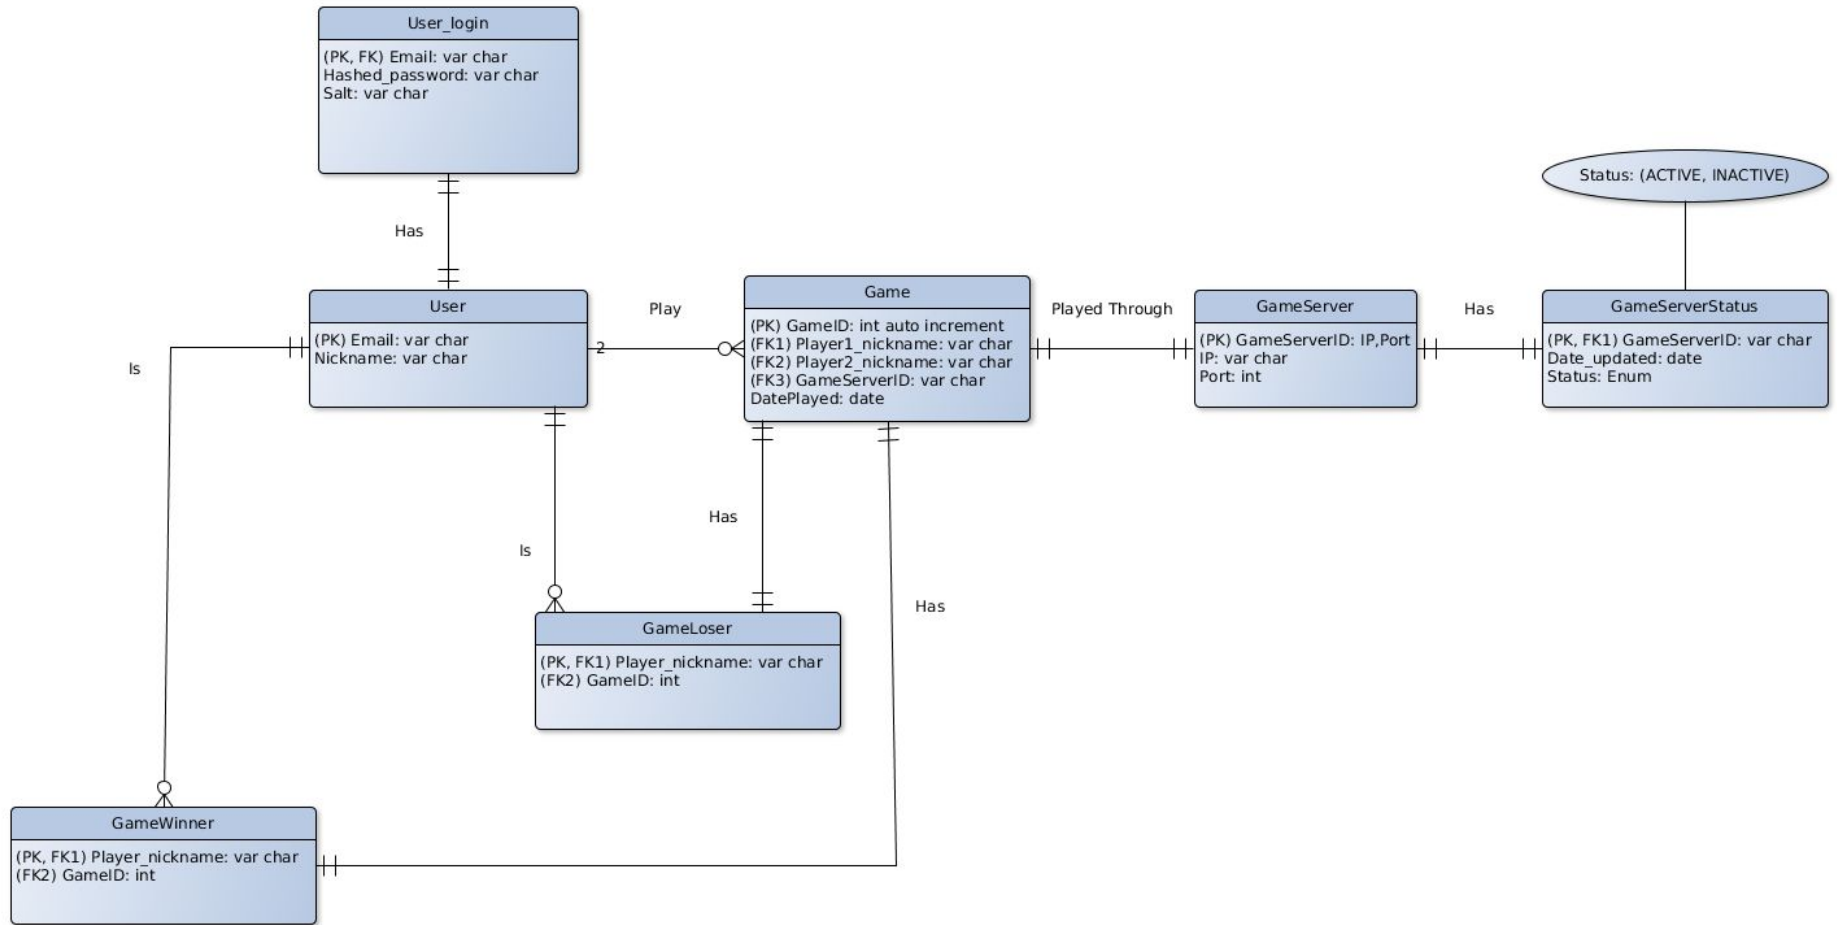 User_login
(PK, FK) Email: var char
Hashed_password: var char
Salt: var char
Status: (ACTIVE, INACTIVE)
Has
User
(PK) Email: var char
Nickname: var char
Play
2
Game
(PK) GameID: int auto increment
(FK1) Player1_nickname: var char
(FK2) Player2_nickname: var char
(FK3) GameServerID: var char
DatePlayed: date
Played Through
GameServer
(PK) GameServerID: IP,Port
IP: var char
Port: int
Has
GameServerStatus
(PK, FK1) GameServerID: var char
Date_updated: date
Status: Enum
Is
Is
Has
Has
GameLoser
(PK, FK1) Player_nickname: var char
(FK2) GameID: int
GameWinner
(PK, FK1) Player_nickname: var char
(FK2) GameID: int